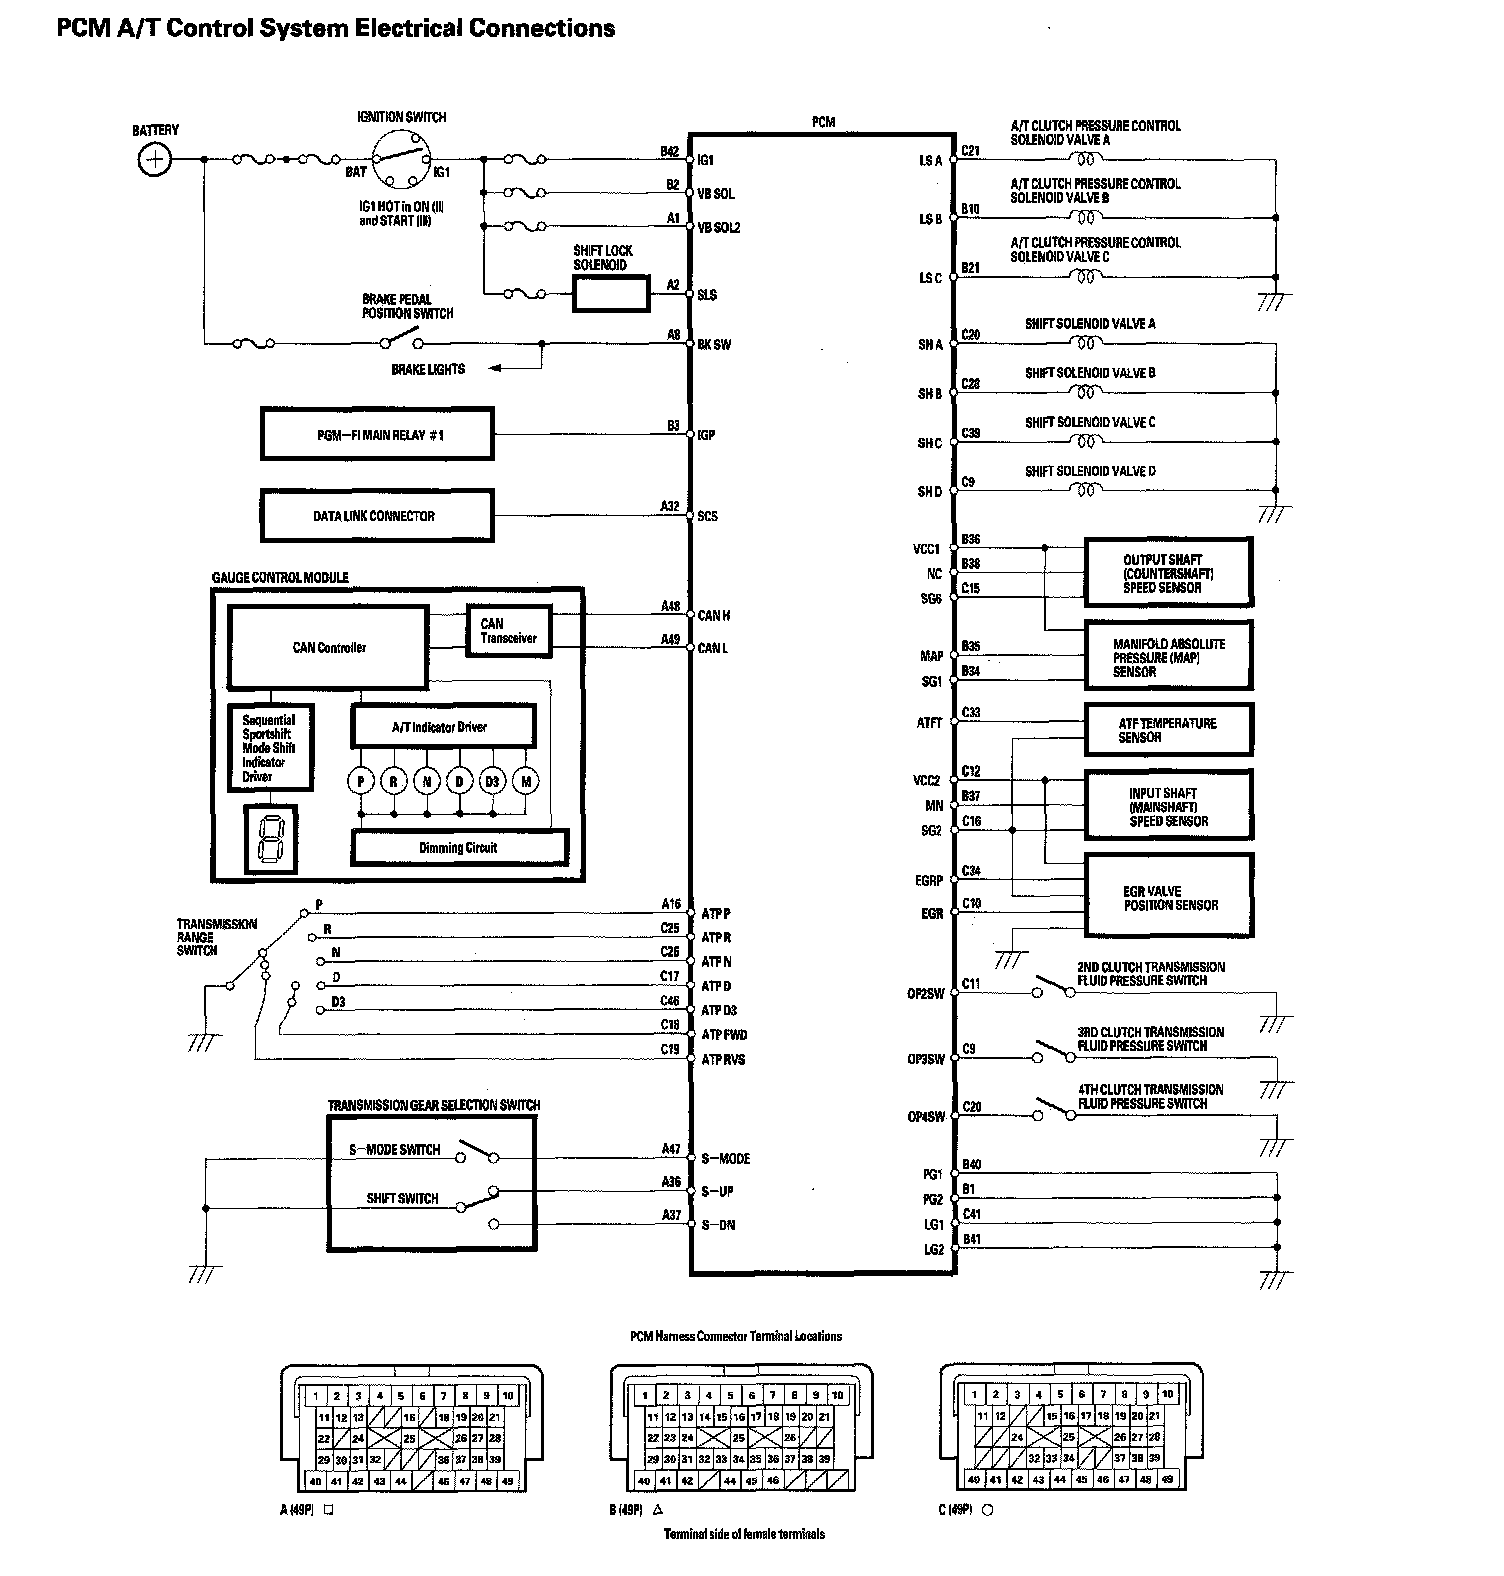 PCM A/T Control System Electrical Connections
BATTERY
IGNITION SWITCH
BAT
IG1
IG1 HOT in ON (II)
and START (III)
SHIFT LOCK
SOLENOID
BRAKE PEDAL
POSITION SWITCH
BRAKE LIGHTS
PGM-FI MAIN RELAY #1
DATA LINK CONNECTOR
GAUGE CONTROL MODULE
CAN Controller
CAN
Transceiver
Sequential
Sportshift
Mode Shift
Indicator
Driver
A/T Indicator Driver
P R N D D3 M
Dimming Circuit
TRANSMISSION
RANGE
SWITCH
P
R
N
D
D3
TRANSMISSION GEAR SELECTION SWITCH
S-MODE SWITCH
SHIFT SWITCH
PCM
B42 IG1
B2 VB SOL
A1 VB SOL2
A2 SLS
A8 BK SW
B3 IGP
A32 SCS
A48 CAN H
A49 CAN L
A16 ATP P
C25 ATP R
C26 ATP N
C17 ATP D
C46 ATP D3
C18 ATP FWD
C19 ATP RVS
A47 S-MODE
A36 S-UP
A37 S-DN
LS A C21
A/T CLUTCH PRESSURE CONTROL
SOLENOID VALVE A
LS B B10
A/T CLUTCH PRESSURE CONTROL
SOLENOID VALVE B
LS C B21
A/T CLUTCH PRESSURE CONTROL
SOLENOID VALVE C
SH A C20 SHIFT SOLENOID VALVE A
SH B C28 SHIFT SOLENOID VALVE B
SH C C39 SHIFT SOLENOID VALVE C
SH D C9 SHIFT SOLENOID VALVE D
VCC1 B36
NC B38
SG6 C15
OUTPUT SHAFT
(COUNTERSHAFT)
SPEED SENSOR
MAP B35
SG1 B34
MANIFOLD ABSOLUTE
PRESSURE (MAP)
SENSOR
ATFT C33
ATF TEMPERATURE
SENSOR
VCC2 C12
MN B37
SG2 C16
INPUT SHAFT
(MAINSHAFT)
SPEED SENSOR
EGRP C34
EGR C10
EGR VALVE
POSITION SENSOR
OP2SW C11
2ND CLUTCH TRANSMISSION
FLUID PRESSURE SWITCH
OP3SW C9
3RD CLUTCH TRANSMISSION
FLUID PRESSURE SWITCH
OP4SW C20
4TH CLUTCH TRANSMISSION
FLUID PRESSURE SWITCH
PG1 B40
PG2 B1
LG1 C41
LG2 B41
PCM Harness Connector Terminal Locations
1 2 3 4 5 6 7 8 9 10
11 12 13 16 18 19 20 21
22 24 25 26 27 28
29 30 31 32 36 37 38 39
40 41 42 43 44 46 47 48 49
A (49P) □
1 2 3 4 5 6 7 8 9 10
11 12 13 14 15 16 17 18 19 20 21
22 23 24 25 26
29 30 31 32 33 34 35 36 37 38 39
40 41 42 44 45 46
B (49P) △
1 2 3 4 5 6 7 8 9 10
11 12 15 16 17 18 19 20 21
24 25 26 27 28
32 33 34 37 38 39
40 41 42 43 44 45 46 47 48 49
C (49P) ○
Terminal side of female terminals